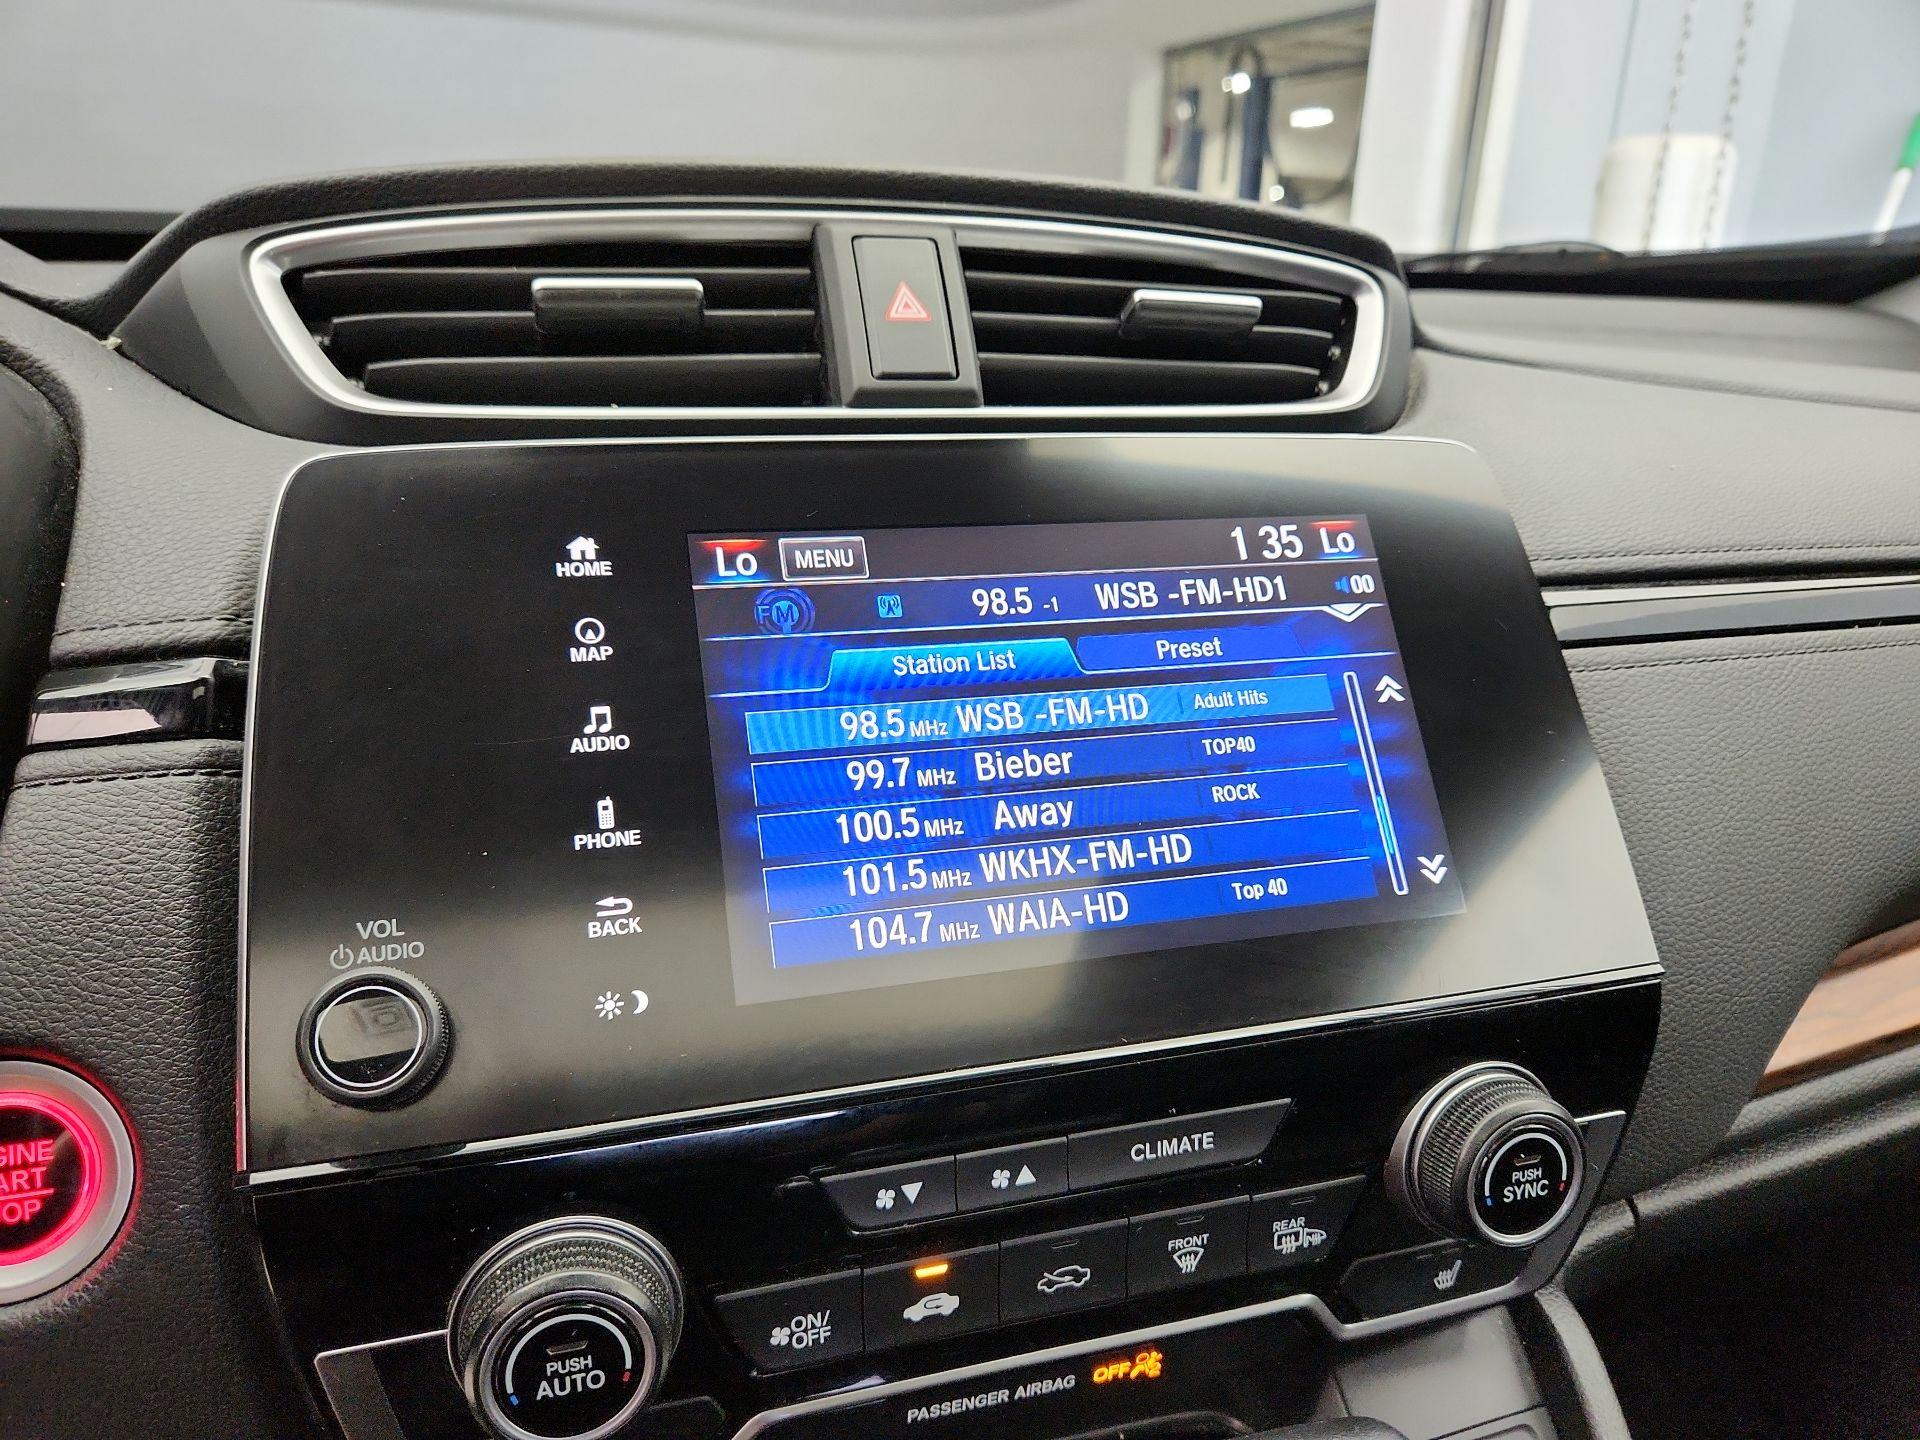 HOME
MAP
AUDIO
PHONE
BACK
VOL
AUDIO
Lo MENU 1 35 Lo
FM 98.5 -1 WSB -FM-HD1 00
Station List Preset
98.5 MHz WSB -FM-HD Adult Hits
99.7 MHz Bieber TOP40
100.5 MHz Away ROCK
101.5 MHz WKHX-FM-HD
104.7 MHz WAIA-HD Top 40
CLIMATE
PUSH
SYNC
FRONT
REAR
ON/
OFF
PUSH
AUTO
PASSENGER AIRBAG OFF